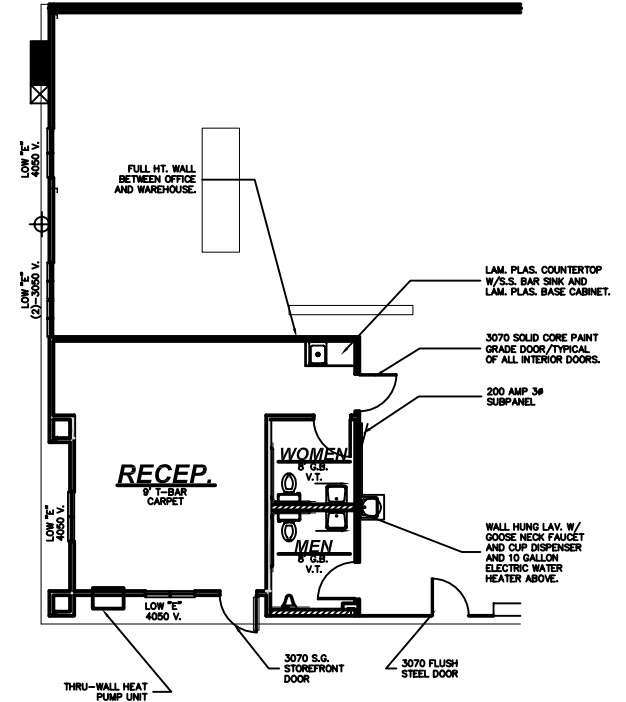 LOW "E"
4050 V.
FULL HT. WALL
BETWEEN OFFICE
AND WAREHOUSE.
LOW "E"
(2)-3050 V.
LAM. PLAS. COUNTERTOP
W/S.S. BAR SINK AND
LAM. PLAS. BASE CABINET.
3070 SOLID CORE PAINT
GRADE DOOR/TYPICAL
OF ALL INTERIOR DOORS.
200 AMP 3ø
SUBPANEL
WOMEN
8' G.B.
V.T.
RECEP.
9' T-BAR
CARPET
LOW "E"
4050 V.
MEN
8' G.B.
V.T.
WALL HUNG LAV. W/
GOOSE NECK FAUCET
AND CUP DISPENSER
AND 10 GALLON
ELECTRIC WATER
HEATER ABOVE.
LOW "E"
4050 V.
3070 S.G.
STOREFRONT
DOOR
3070 FLUSH
STEEL DOOR
THRU-WALL HEAT
PUMP UNIT